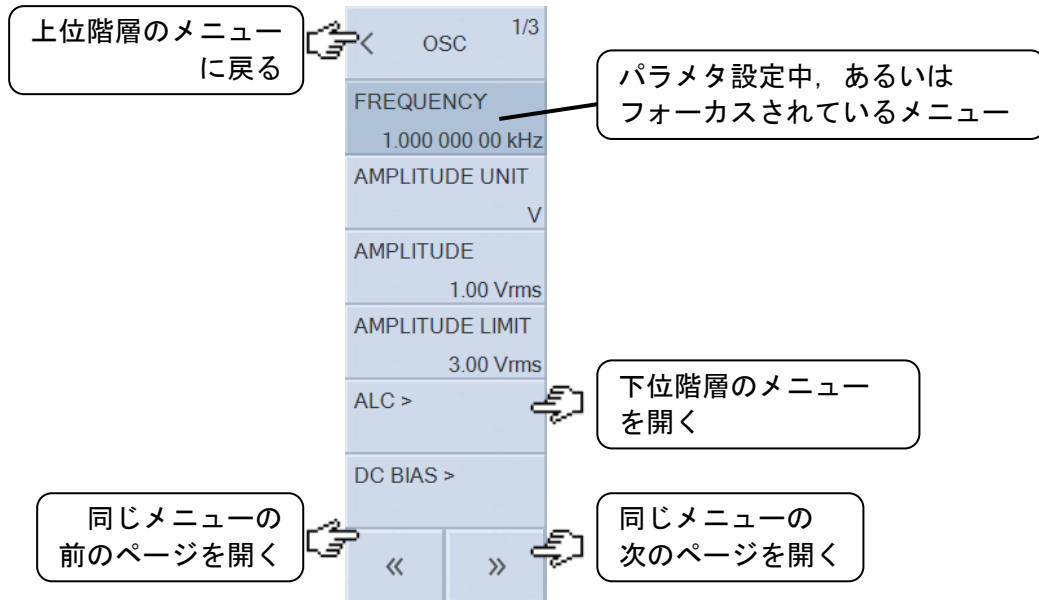 上位階層のメニュー
に戻る
< OSC 1/3
FREQUENCY
1.000 000 00 kHz
パラメタ設定中，あるいは
フォーカスされているメニュー
AMPLITUDE UNIT
V
AMPLITUDE
1.00 Vrms
AMPLITUDE LIMIT
3.00 Vrms
ALC >
下位階層のメニュー
を開く
DC BIAS >
同じメニューの
前のページを開く
« »
同じメニューの
次のページを開く